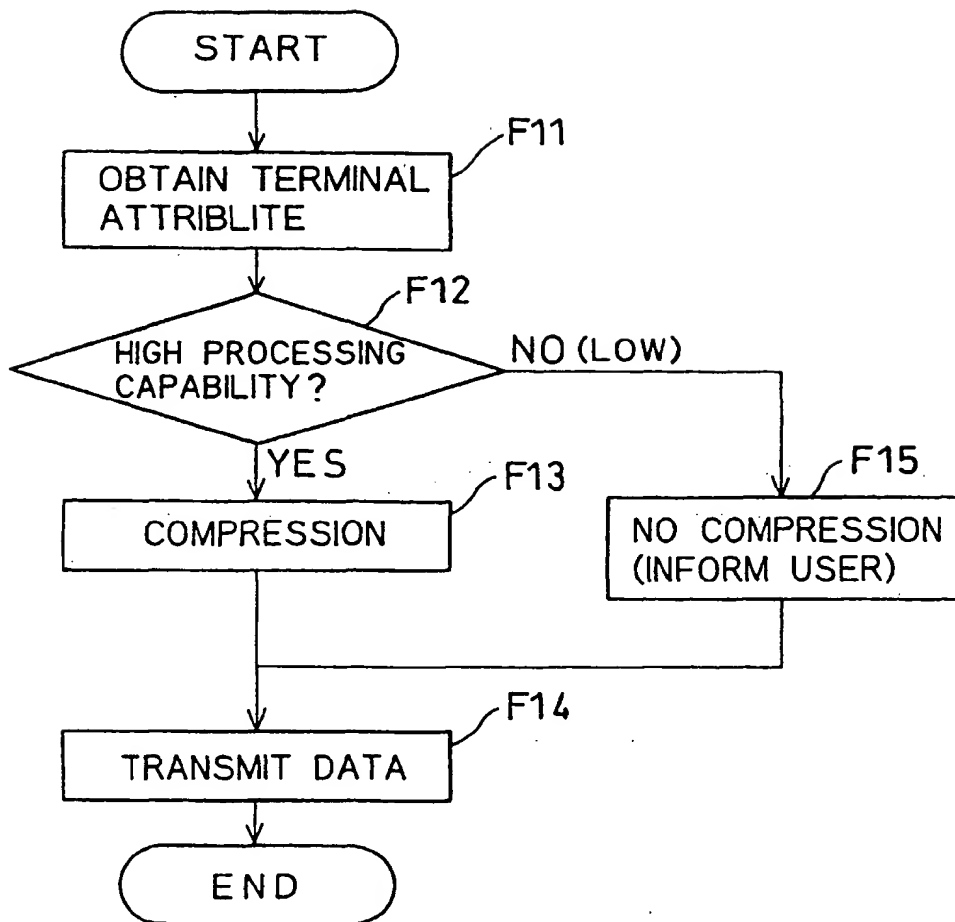 START
F11
OBTAIN TERMINAL
ATTRIBLITE
F12
HIGH PROCESSING
CAPABILITY?
NO (LOW)
YES
F13
COMPRESSION
F15
NO COMPRESSION
(INFORM USER)
F14
TRANSMIT DATA
END